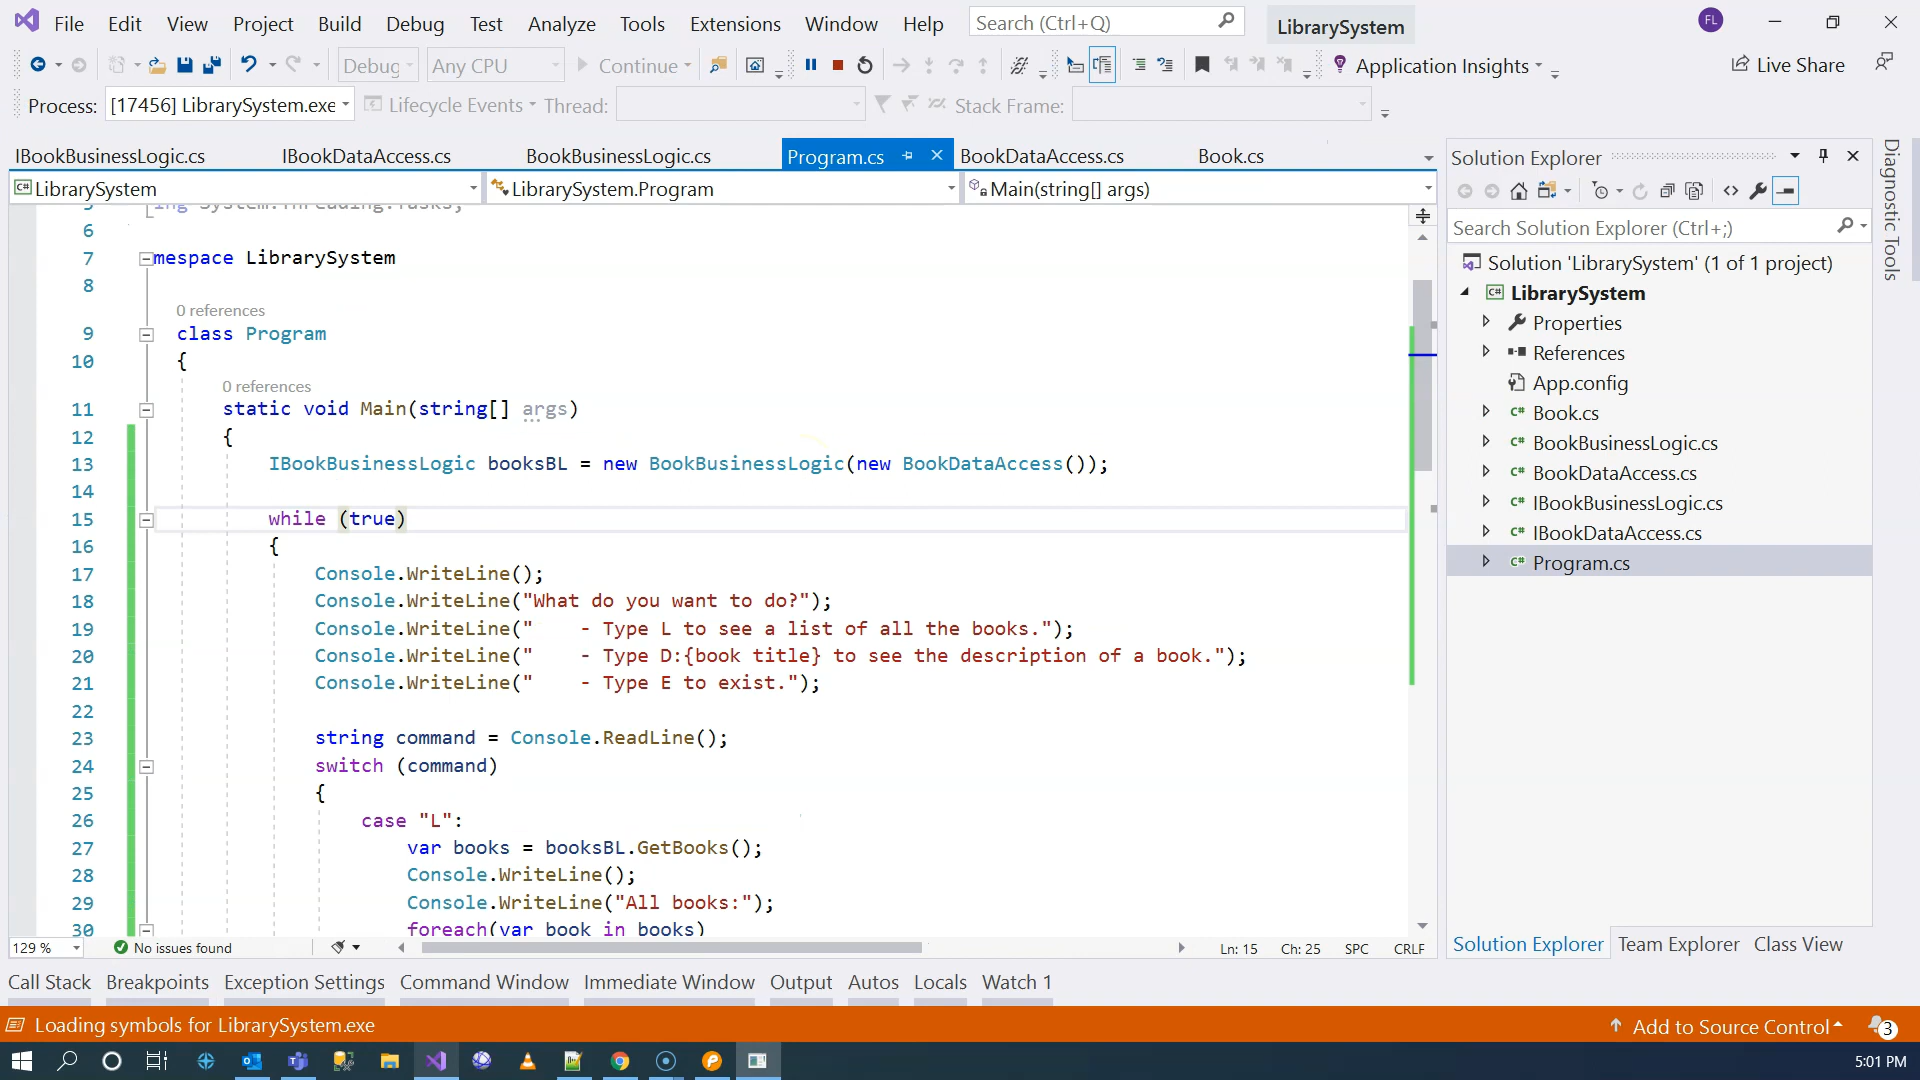 File Edit View Project Build Debug Test Analyze Tools Extensions Window Help Search (Ctrl+Q) LibrarySystem FL
Debug Any CPU Continue Application Insights Live Share
Process: [17456] LibrarySystem.exe Lifecycle Events Thread: Stack Frame:
IBookBusinessLogic.cs IBookDataAccess.cs BookBusinessLogic.cs Program.cs BookDataAccess.cs Book.cs
LibrarySystem LibrarySystem.Program Main(string[] args)
5 ing System.Threading.Tasks;
6
7 mespace LibrarySystem
8
0 references
9 class Program
10 {
0 references
11 static void Main(string[] args)
12 {
13 IBookBusinessLogic booksBL = new BookBusinessLogic(new BookDataAccess());
14
15 while (true)
16 {
17 Console.WriteLine();
18 Console.WriteLine("What do you want to do?");
19 Console.WriteLine("    - Type L to see a list of all the books.");
20 Console.WriteLine("    - Type D:{book title} to see the description of a book.");
21 Console.WriteLine("    - Type E to exist.");
22
23 string command = Console.ReadLine();
24 switch (command)
25 {
26 case "L":
27 var books = booksBL.GetBooks();
28 Console.WriteLine();
29 Console.WriteLine("All books:");
30 foreach(var book in books)
129 % No issues found Ln: 15 Ch: 25 SPC CRLF
Solution Explorer
Search Solution Explorer (Ctrl+;)
Solution 'LibrarySystem' (1 of 1 project)
LibrarySystem
Properties
References
App.config
Book.cs
BookBusinessLogic.cs
BookDataAccess.cs
IBookBusinessLogic.cs
IBookDataAccess.cs
Program.cs
Solution Explorer Team Explorer Class View
Diagnostic Tools
Call Stack Breakpoints Exception Settings Command Window Immediate Window Output Autos Locals Watch 1
Loading symbols for LibrarySystem.exe Add to Source Control 3
5:01 PM